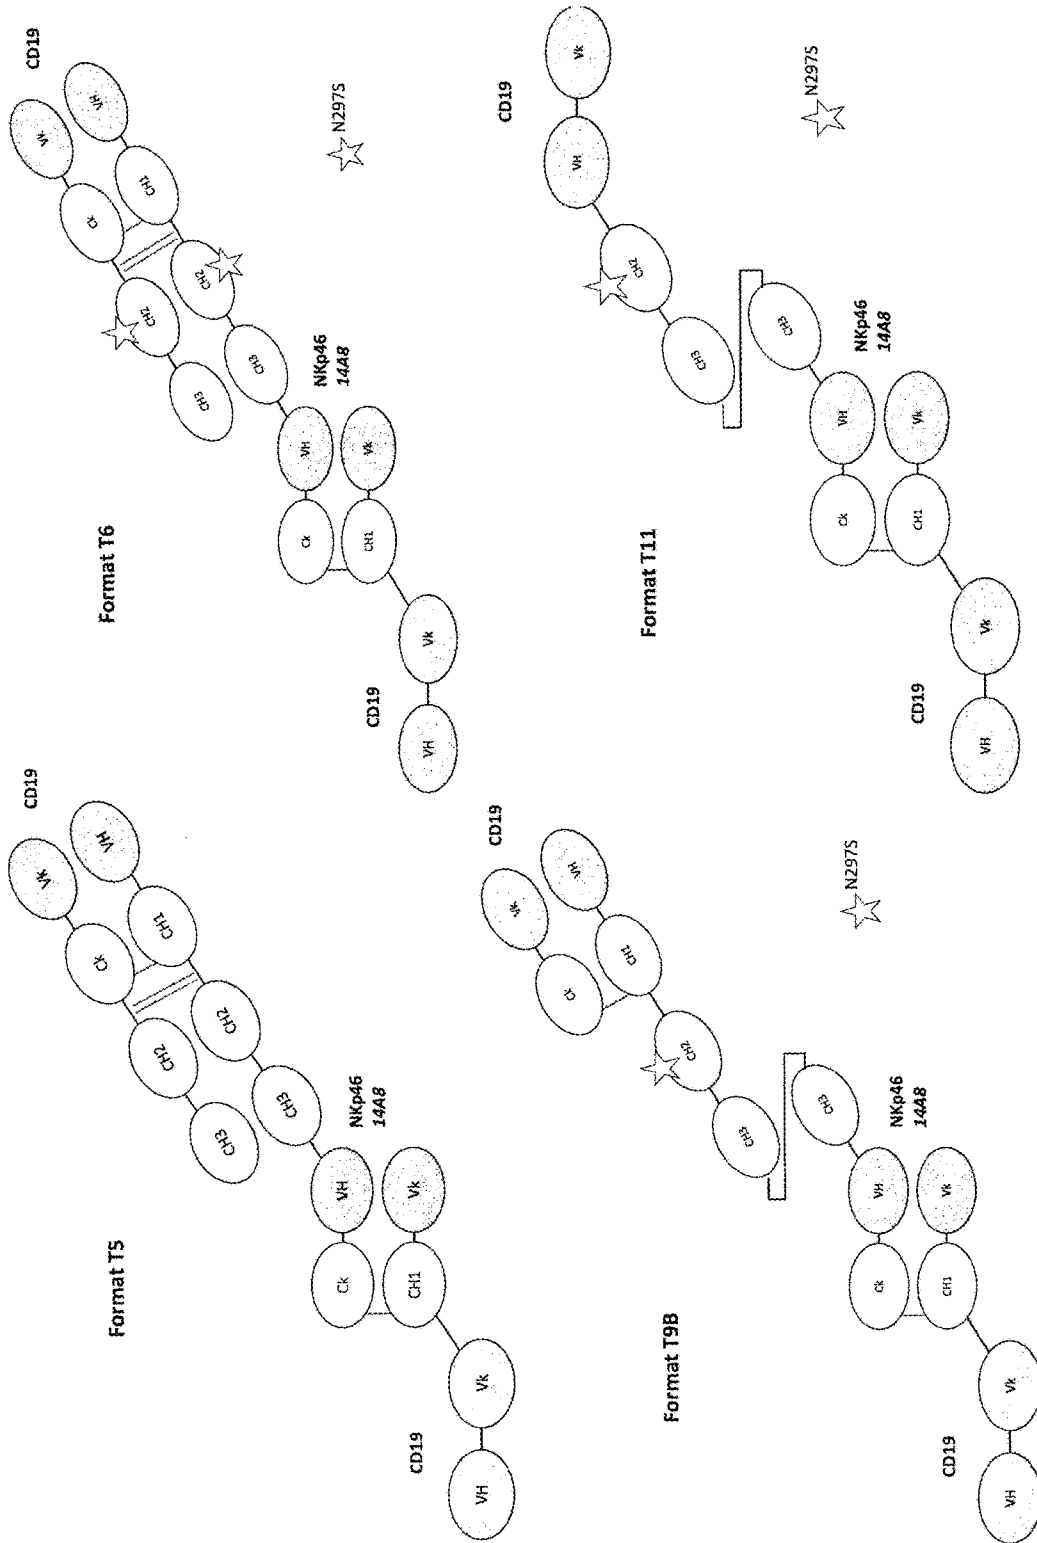 Format T5
CD19
Vk
VH
Ck
CH1
CH2
CH2
CH3
CH3
NKp46
14A8
VH
Vk
Ck
CH1
Vk
VH
CD19
Format T6
CD19
Vk
VH
Ck
CH1
CH2
CH2
CH3
CH3
N297S
NKp46
14A8
VH
Vk
Ck
CH1
Vk
VH
CD19
Format T9B
CD19
Vk
VH
Ck
CH1
CH2
CH3
CH3
N297S
NKp46
14A8
VH
Vk
Ck
CH1
Vk
VH
CD19
Format T11
CD19
Vk
VH
CH2
CH3
CH3
N297S
NKp46
14A8
VH
Vk
Ck
CH1
Vk
VH
CD19